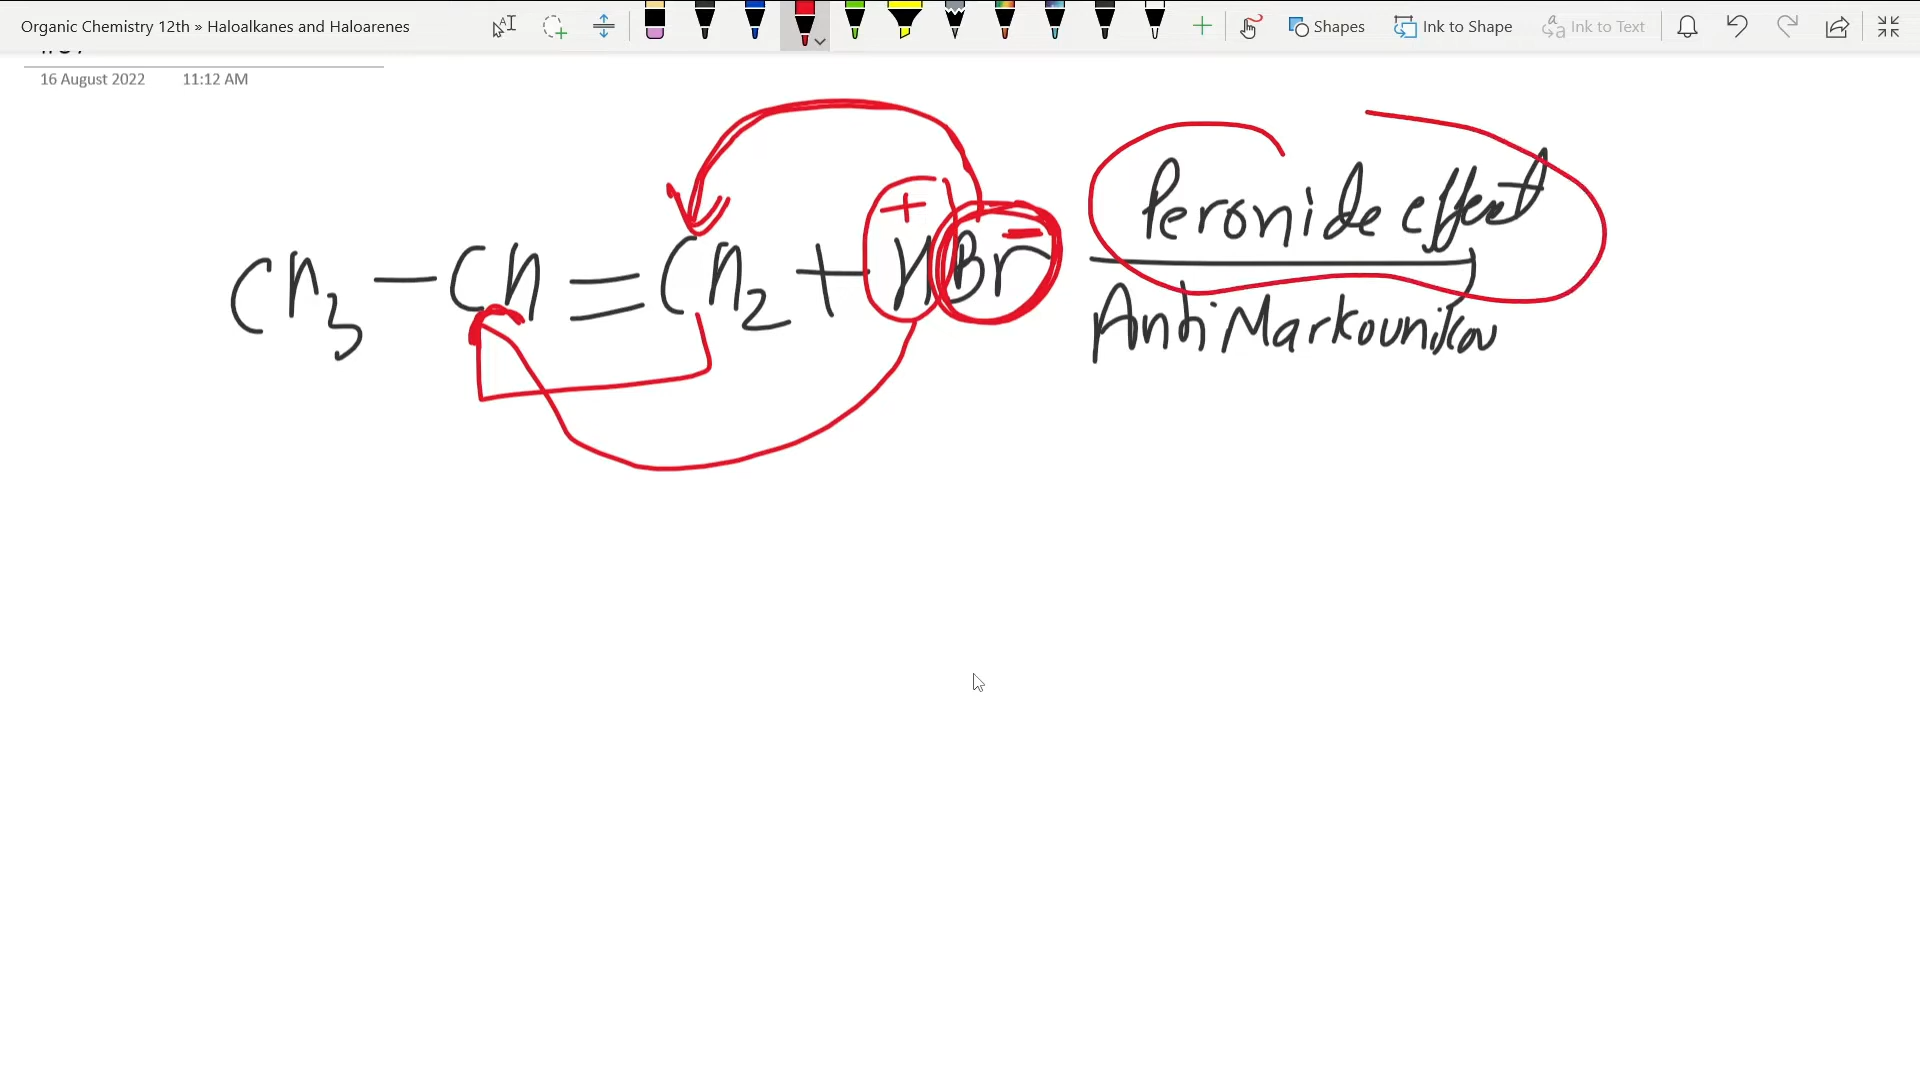 Organic Chemistry 12th » Haloalkanes and Haloarenes
Shapes
Ink to Shape
Ink to Text
16 August 2022 11:12 AM
CH3 – CH = CH2 + HBr
+
–
Peroxide effect
Anti Markounikov